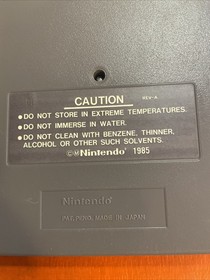 CAUTION
REV-A
●DO NOT STORE IN EXTREME TEMPERATURES.
●DO NOT IMMERSE IN WATER.
●DO NOT CLEAN WITH BENZENE, THINNER,
ALCOHOL OR OTHER SUCH SOLVENTS.
©Ⓜ Nintendo 1985
Nintendo
MADE IN JAPAN